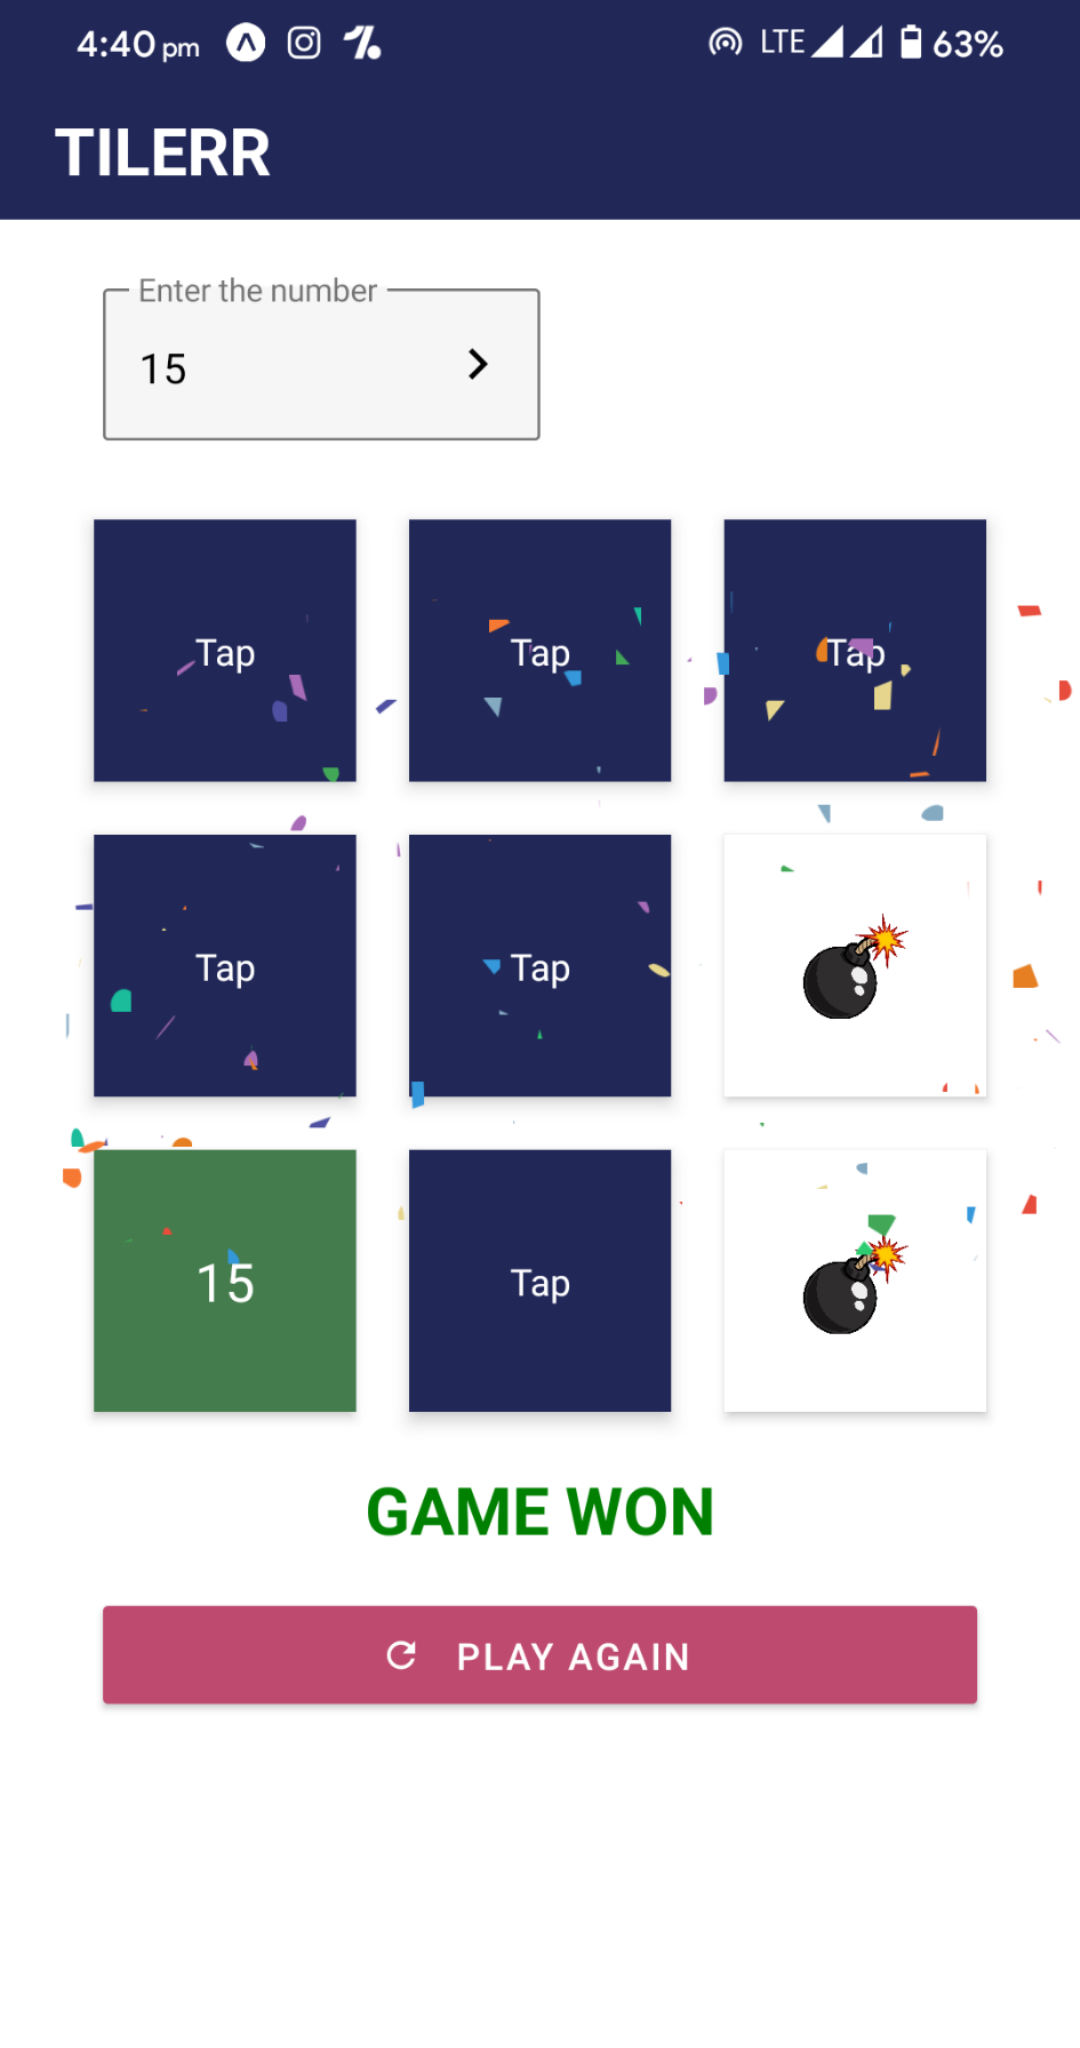 4:40 pm LTE 63%
TILERR
Enter the number
15
Tap Tap Tap
Tap Tap
15 Tap
GAME WON
PLAY AGAIN